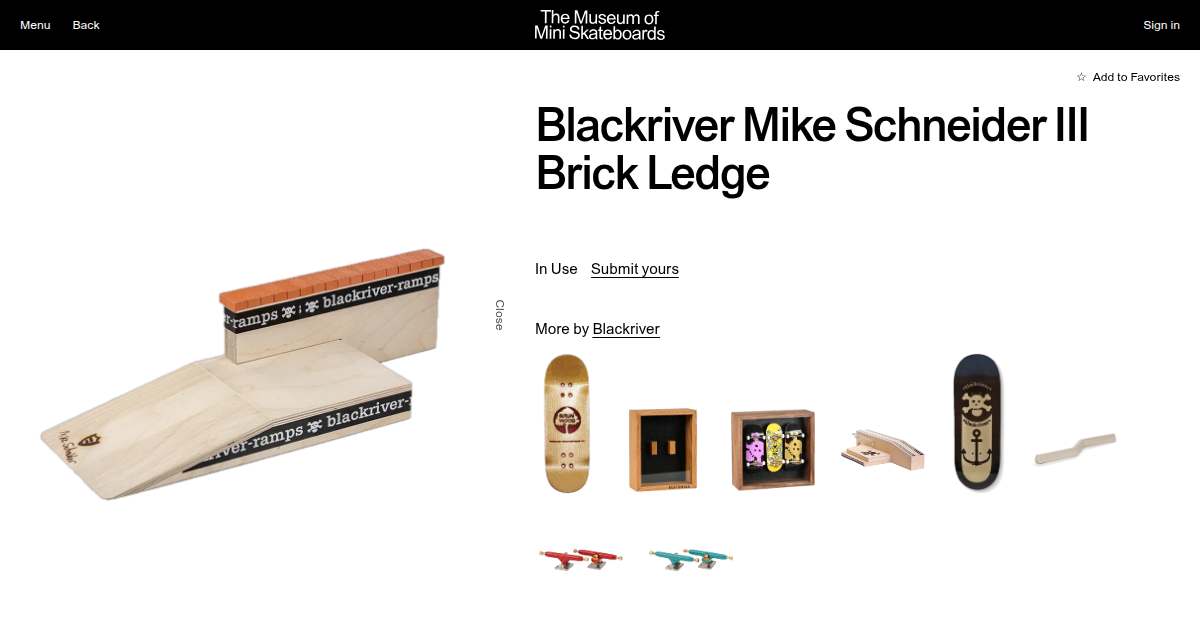 Menu
Back
The Museum of
Mini Skateboards
Sign in
☆ Add to Favorites
Blackriver Mike Schneider III
Brick Ledge
In Use Submit yours
Close
More by Blackriver
r-ramps blackriver-ramps
er-ramps blackriver-r